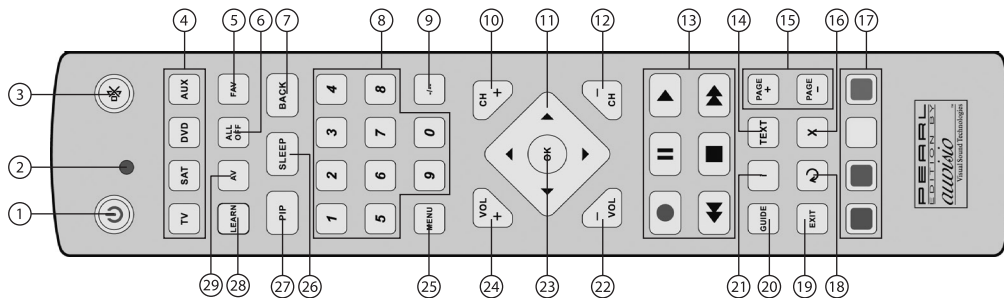 4 5 6 7 8 9 10 11 12 13 14 15 16 17
3
2
1
AUX
DVD
SAT
TV
FAV
ALL OFF
AV
LEARN
BACK
SLEEP
PIP
4
3
2
1
8
7
6
5
-/--
0
9
MENU
CH +
VOL +
OK
CH −
VOL −
TEXT
i
GUIDE
PAGE +
PAGE −
X
EXIT
PEARL
EDITION BY
auvisio
Visual Sound Technologies
29 28 27 26 25 24 23 22 21 20 19 18